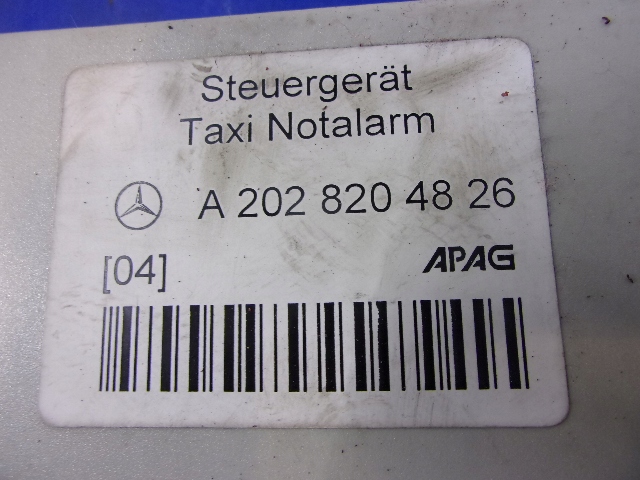 Steuergerät
Taxi Notalarm
A 202 820 48 26
[04] APAG